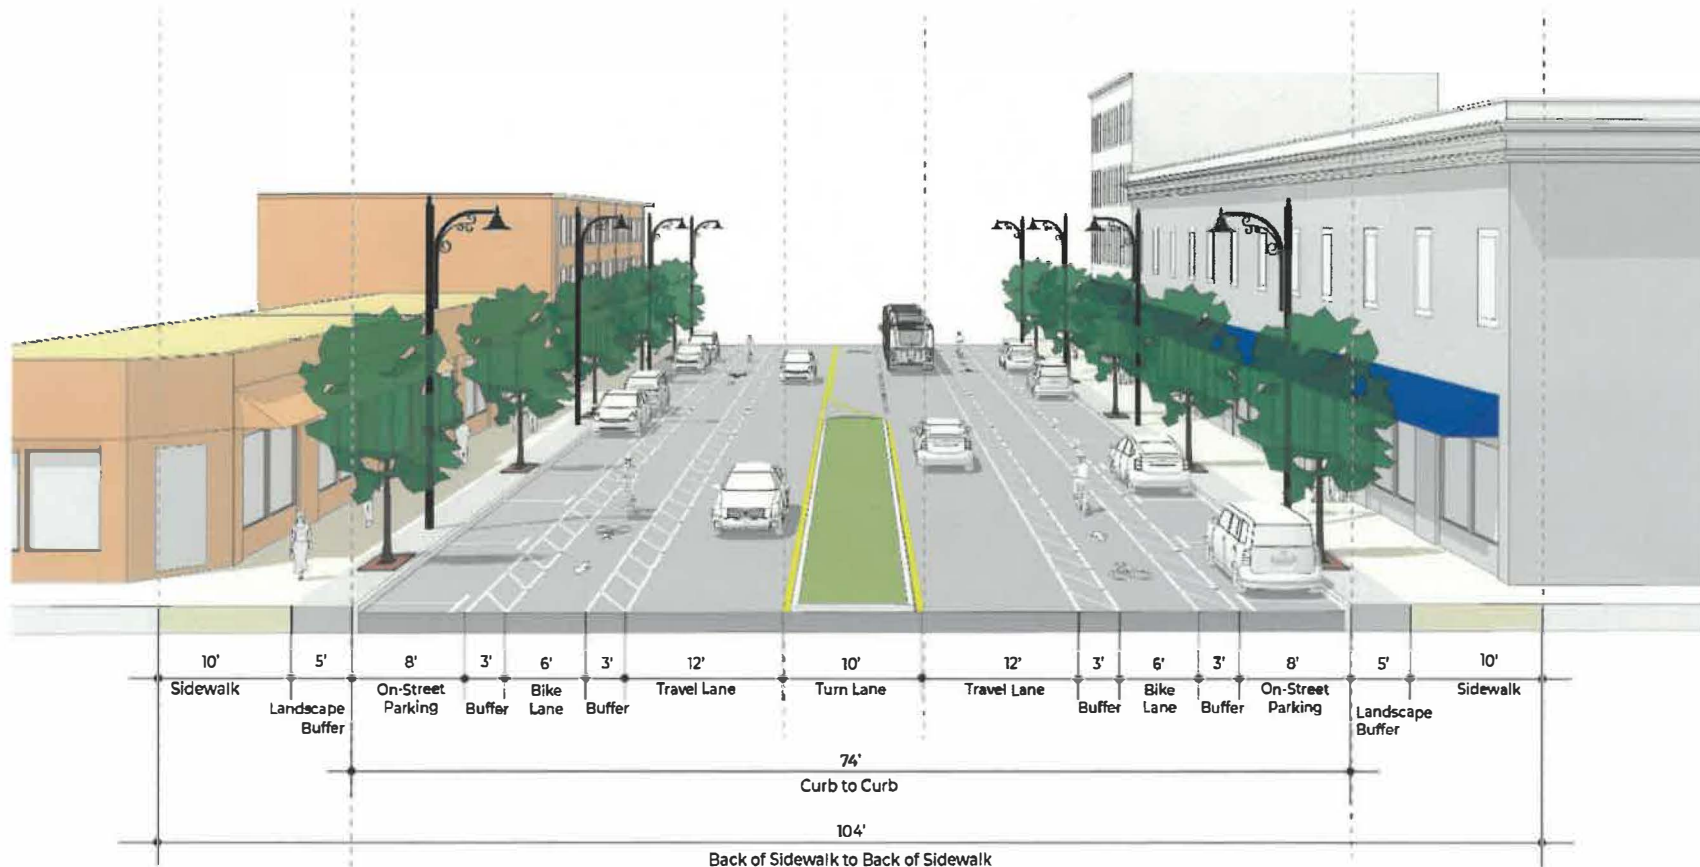 10' 5' 8' 3' 6' 3' 12' 10' 12' 3' 6' 3' 8' 5' 10'
Sidewalk
Landscape
Buffer
On-Street
Parking
Buffer
Bike
Lane
Buffer
Travel Lane
Turn Lane
Travel Lane
Buffer
Bike
Lane
Buffer
On-Street
Parking
Landscape
Buffer
Sidewalk
74'
Curb to Curb
104'
Back of Sidewalk to Back of Sidewalk